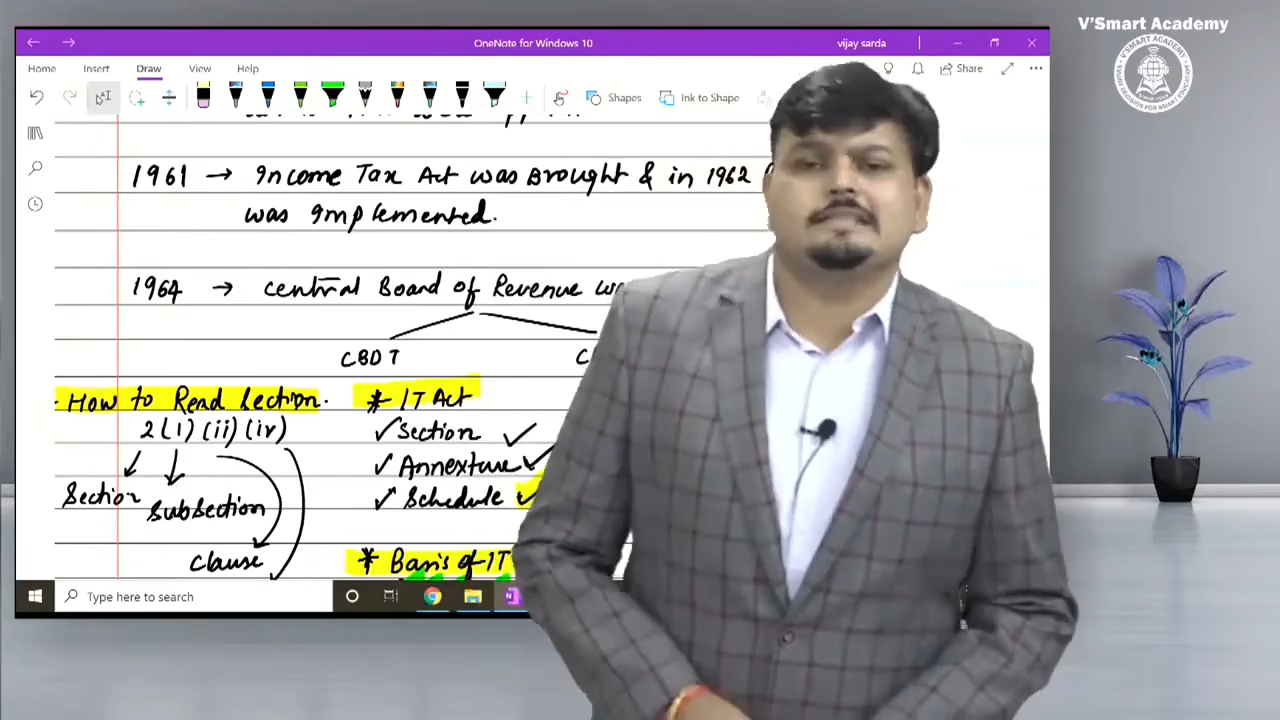 V'Smart Academy
OneNote for Windows 10
vijay sarda
Home Insert Draw View Help
Share
Shapes
Ink to Shape
1961 → Income Tax Act was Brought & in 1962
was Implemented.
1964 → Central Board of Revenue
CBDT
How to Read Section.
2(1)(ii)(iv)
Section
Subsection
Clause
* IT Act
✓ Section ✓
✓ Annexture ✓
✓ Schedule ✓
* Basis of IT
Type here to search